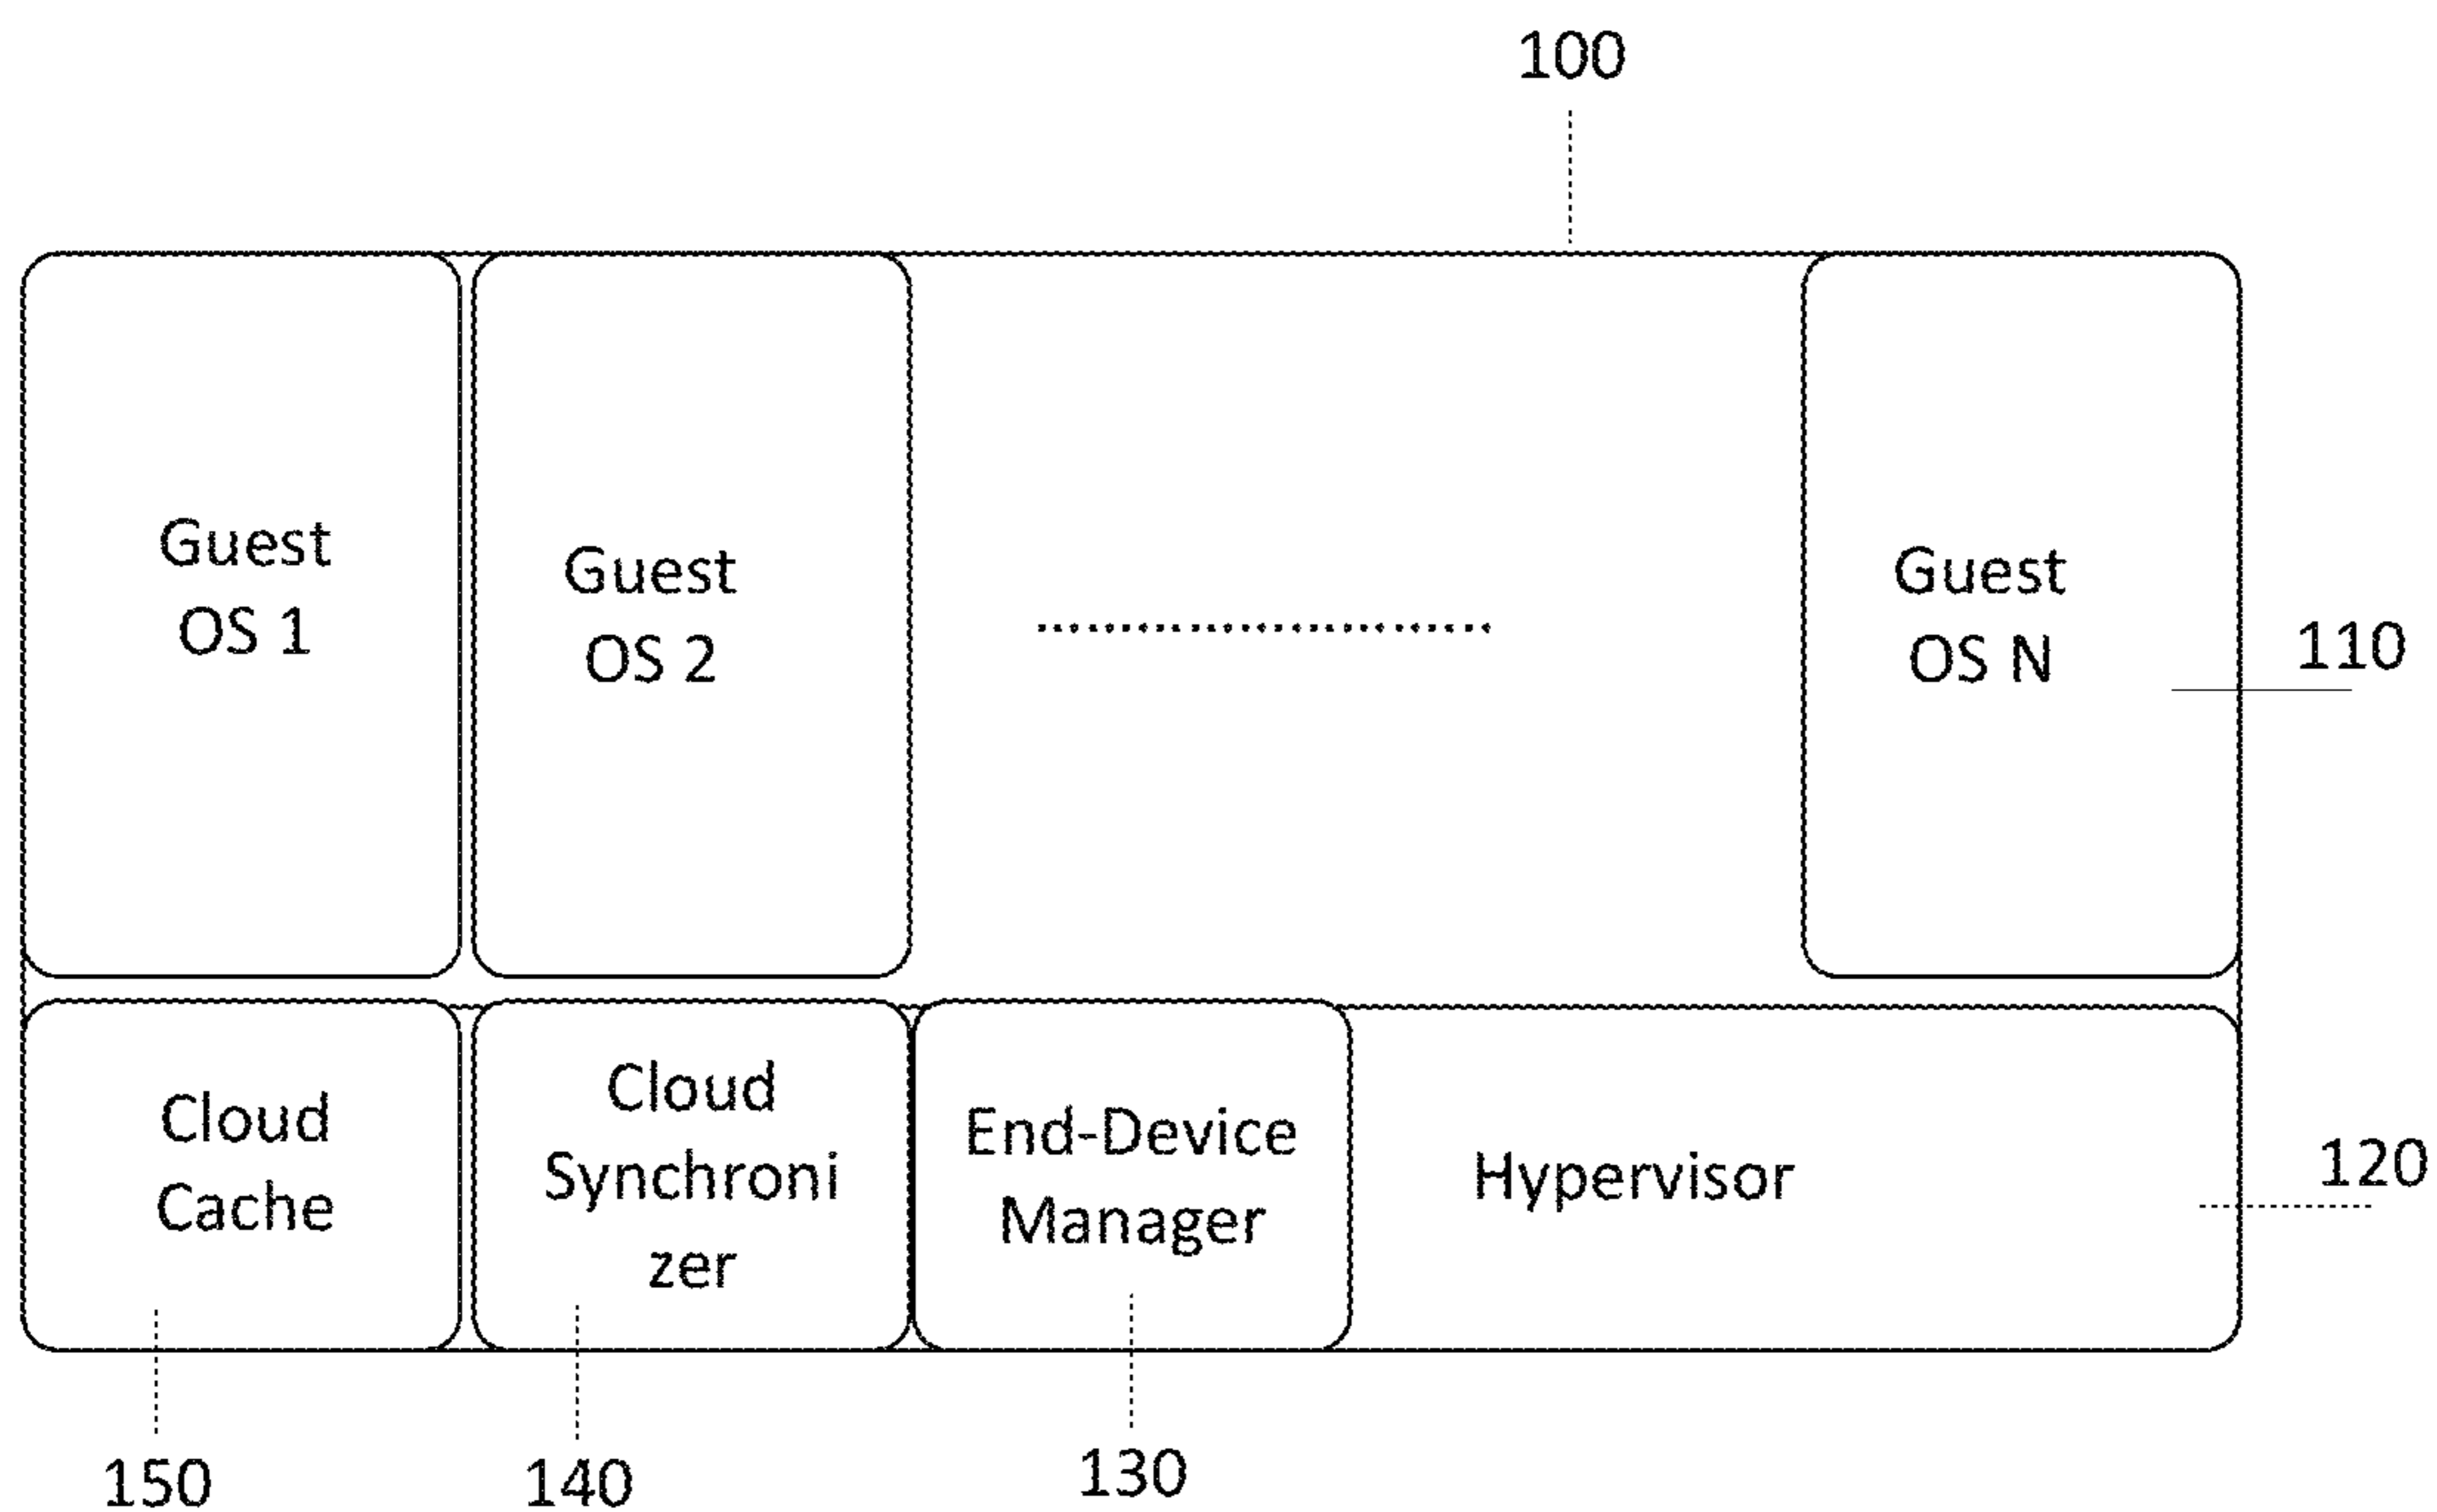 100
Guest
OS 1
Guest
OS 2
Guest
OS N
110
Cloud
Cache
Cloud
Synchroni
zer
End-Device
Manager
Hypervisor
120
150
140
130